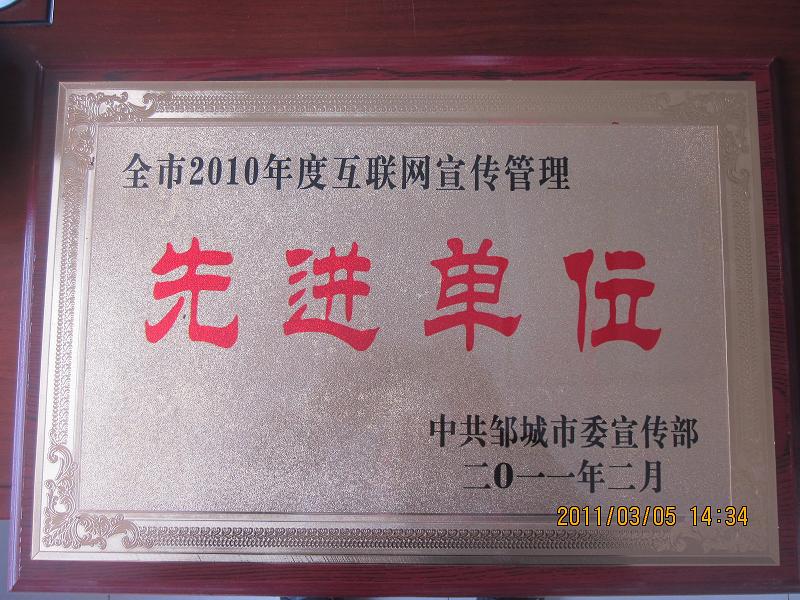 全市2010年度互联网宣传管理
先进单位
中共邹城市委宣传部
二0一一年二月
2011/03/05 14:34